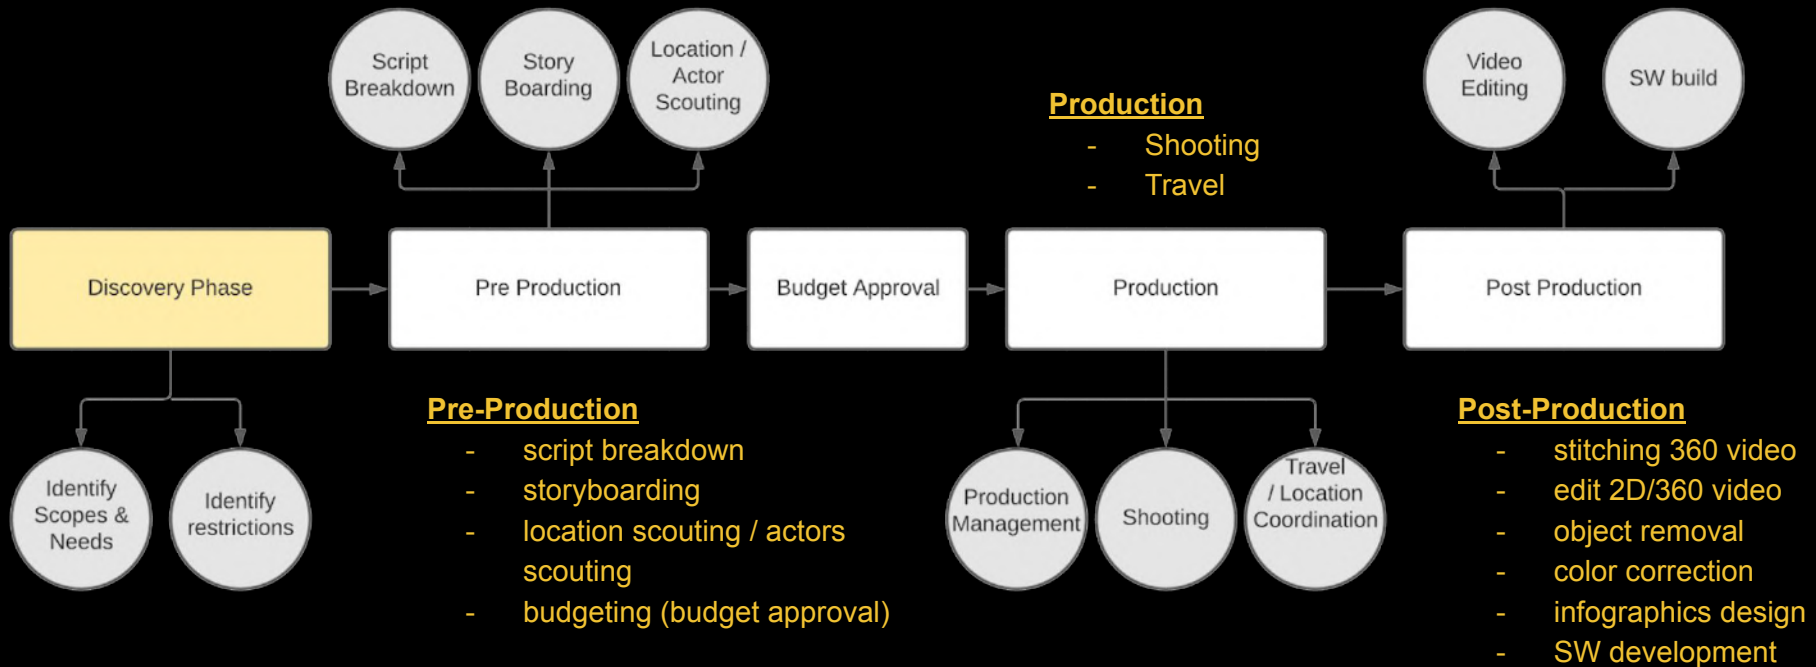 Script
Breakdown
Story
Boarding
Location /
Actor
Scouting
Video
Editing
SW build
Production
- Shooting
- Travel
Discovery Phase
Pre Production
Budget Approval
Production
Post Production
Identify
Scopes &
Needs
Identify
restrictions
Pre-Production
- script breakdown
- storyboarding
- location scouting / actors
scouting
- budgeting (budget approval)
Production
Management
Shooting
Travel
/ Location
Coordination
Post-Production
- stitching 360 video
- edit 2D/360 video
- object removal
- color correction
- infographics design
- SW development